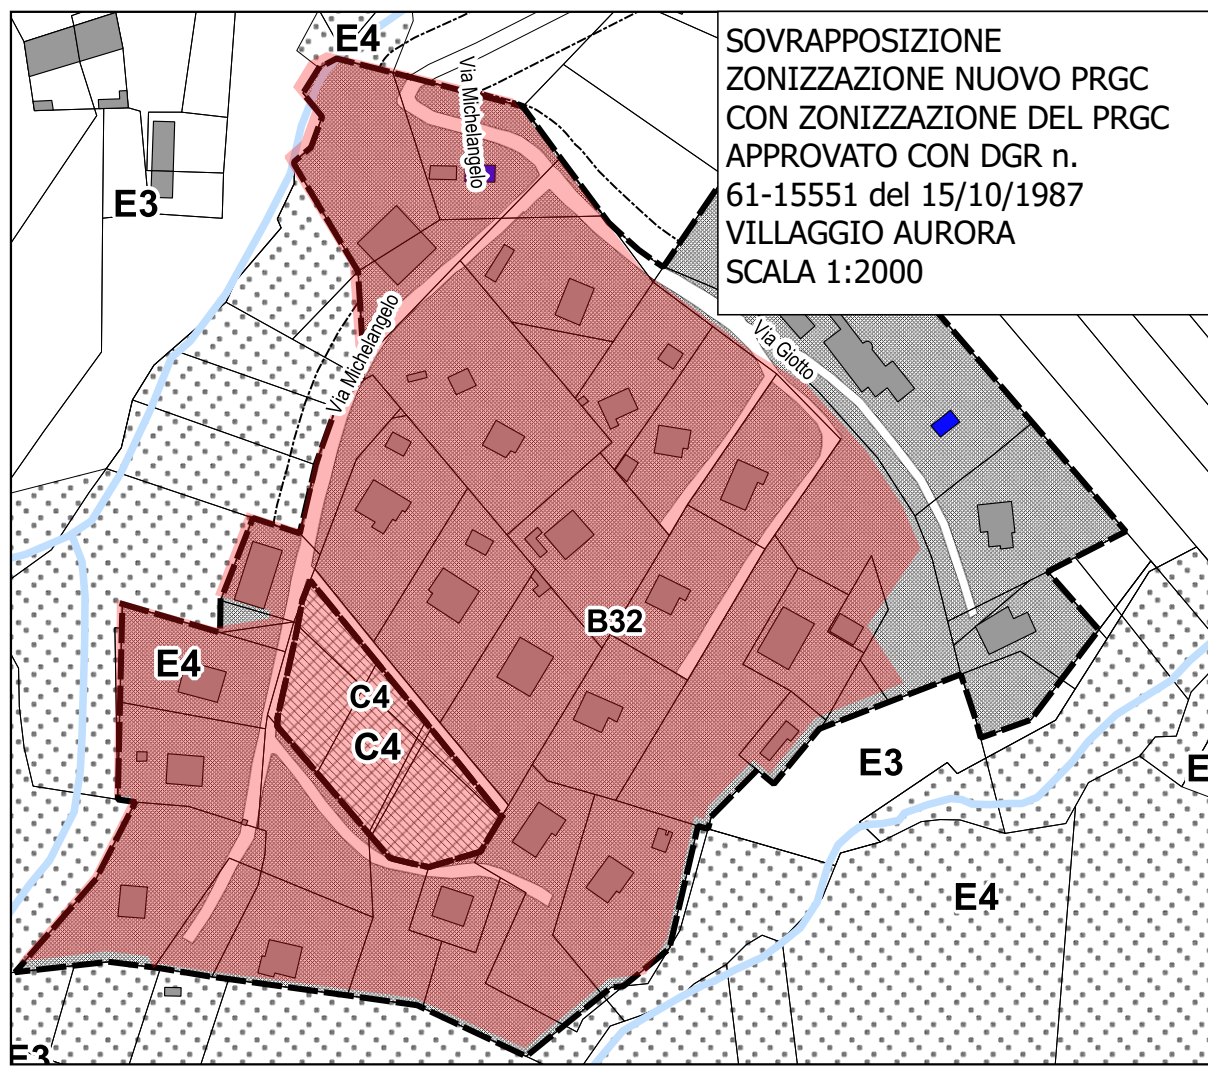 SOVRAPPOSIZIONE
ZONIZZAZIONE NUOVO PRGC
CON ZONIZZAZIONE DEL PRGC
APPROVATO CON DGR n.
61-15551 del 15/10/1987
VILLAGGIO AURORA
SCALA 1:2000
E4
Via Michelangelo
E3
Via Michelangelo
Via Giotto
B32
E4
C4
C4
E3
E
E4
E3